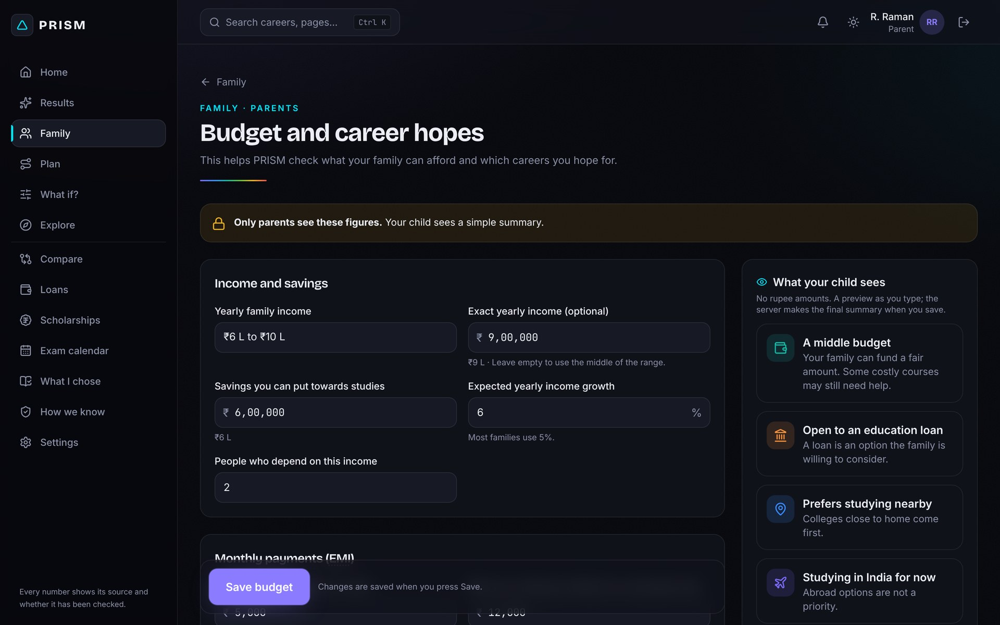 PRISM
Search careers, pages... Ctrl K
R. Raman
Parent
RR
Home
Results
Family
Plan
What if?
Explore
Compare
Loans
Scholarships
Exam calendar
What I chose
How we know
Settings
Every number shows its source and
whether it has been checked.
Family
FAMILY · PARENTS
Budget and career hopes
This helps PRISM check what your family can afford and which careers you hope for.
Only parents see these figures. Your child sees a simple summary.
Income and savings
Yearly family income
₹6 L to ₹10 L
Exact yearly income (optional)
₹ 9,00,000
₹9 L · Leave empty to use the middle of the range.
Savings you can put towards studies
₹ 6,00,000
₹6 L
Expected yearly income growth
6 %
Most families use 5%.
People who depend on this income
2
Monthly payments (EMI)
Save budget
Changes are saved when you press Save.
₹ 5,000
₹ 12,000
What your child sees
No rupee amounts. A preview as you type; the
server makes the final summary when you save.
A middle budget
Your family can fund a fair
amount. Some costly courses
may still need help.
Open to an education loan
A loan is an option the family is
willing to consider.
Prefers studying nearby
Colleges close to home come
first.
Studying in India for now
Abroad options are not a
priority.